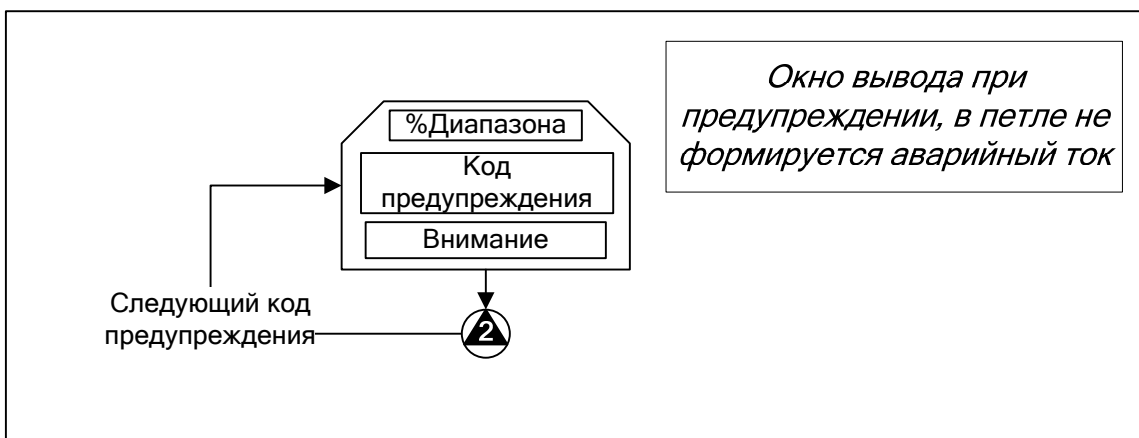 Окно вывода при
предупреждении, в петле не
формируется аварийный ток
%Диапазона
Код
предупреждения
Внимание
Следующий код
предупреждения
2